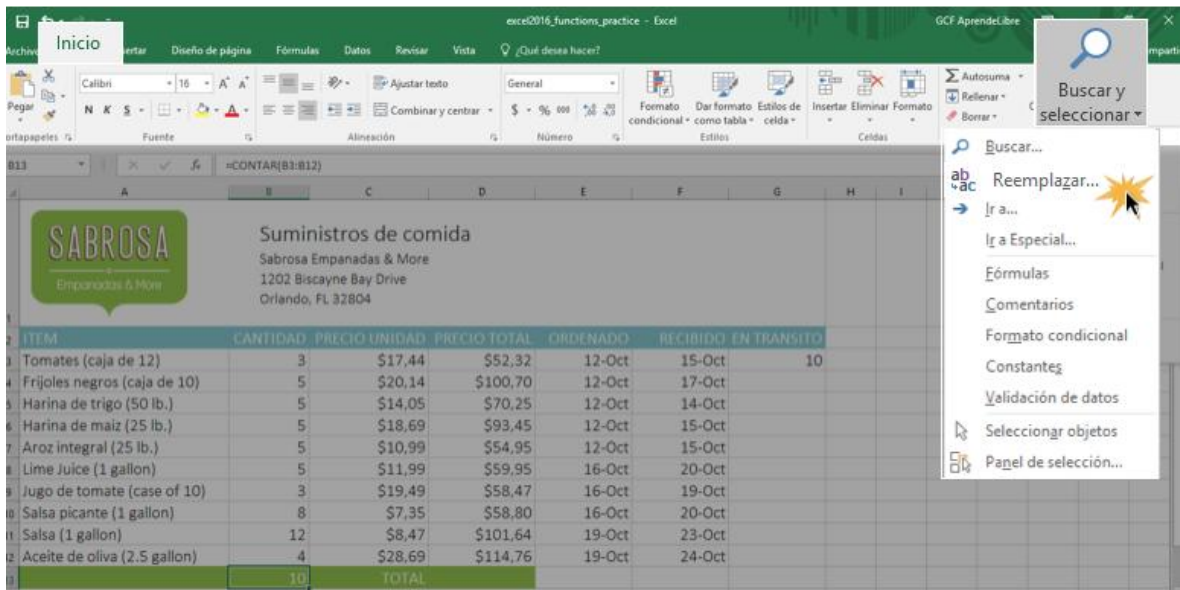 excel2016_functions_practice - Excel
GCF AprendeLibre
Inicio
Diseño de página Fórmulas Datos Revisar Vista ¿Qué desea hacer?
Pegar
Calibri 16 A A
N K S A
Fuente
Ajustar texto
Combinar y centrar
Alineación
General
$ % 000
Número
Formato condicional
Dar formato como tabla
Estilos de celda
Estilos
Insertar Eliminar Formato
Celdas
Autosuma
Rellenar
Borrar
Buscar y seleccionar
Buscar...
Reemplazar...
Ir a...
Ir a Especial...
Fórmulas
Comentarios
Formato condicional
Constantes
Validación de datos
Seleccionar objetos
Panel de selección...
B13 fx =CONTAR(B3:B12)
A B C D E F G H I
SABROSA
Empanadas & More
Suministros de comida
Sabrosa Empanadas & More
1202 Biscayne Bay Drive
Orlando, FL 32804
ITEM CANTIDAD PRECIO UNIDAD PRECIO TOTAL ORDENADO RECIBIDO EN TRANSITO
Tomates (caja de 12) 3 $17,44 $52,32 12-Oct 15-Oct 10
Frijoles negros (caja de 10) 5 $20,14 $100,70 12-Oct 17-Oct
Harina de trigo (50 lb.) 5 $14,05 $70,25 12-Oct 14-Oct
Harina de maiz (25 lb.) 5 $18,69 $93,45 12-Oct 15-Oct
Aroz integral (25 lb.) 5 $10,99 $54,95 12-Oct 15-Oct
Lime Juice (1 gallon) 5 $11,99 $59,95 16-Oct 20-Oct
Jugo de tomate (case of 10) 3 $19,49 $58,47 16-Oct 19-Oct
Salsa picante (1 gallon) 8 $7,35 $58,80 16-Oct 20-Oct
Salsa (1 gallon) 12 $8,47 $101,64 19-Oct 23-Oct
Aceite de oliva (2.5 gallon) 4 $28,69 $114,76 19-Oct 24-Oct
10 TOTAL